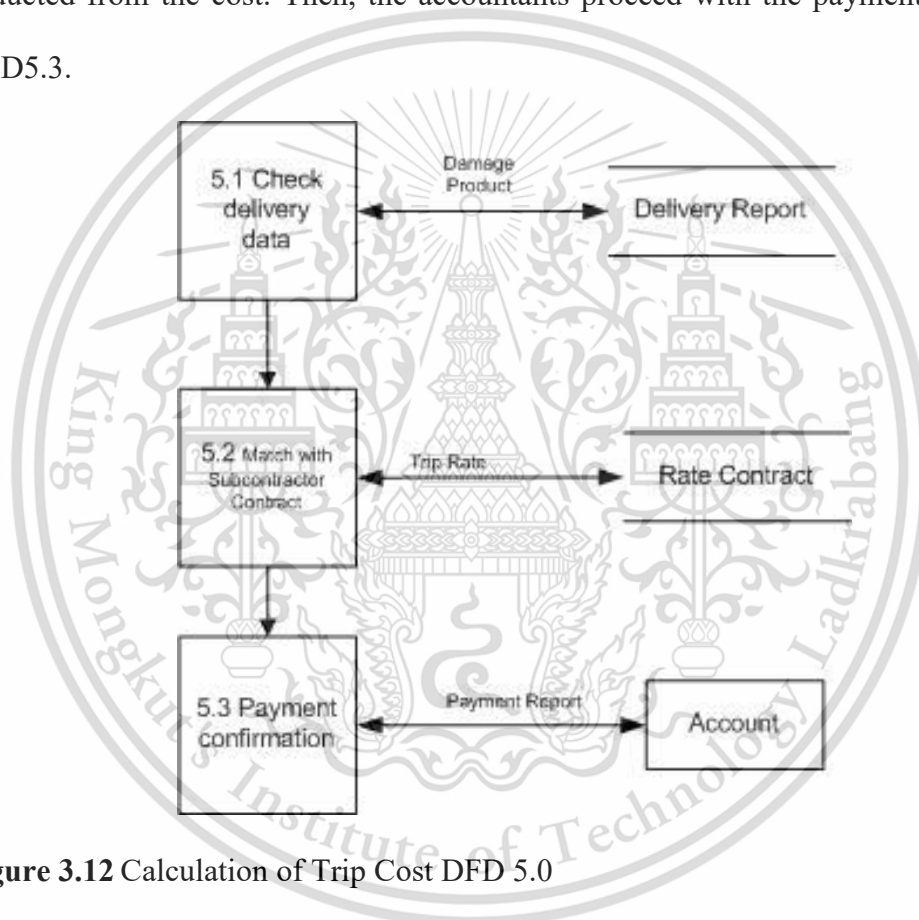 ducted from the cost. Then, the accountants proceed with the payment
D5.3.
5.1 Check
delivery
data
Damage
Product
Delivery Report
5.2 Match with
Subcontractor
Contract
Trip Rate
Rate Contract
5.3 Payment
confirmation
Payment Report
Account
King Mongkut's Institute of Technology Ladkrabang
gure 3.12 Calculation of Trip Cost DFD 5.0